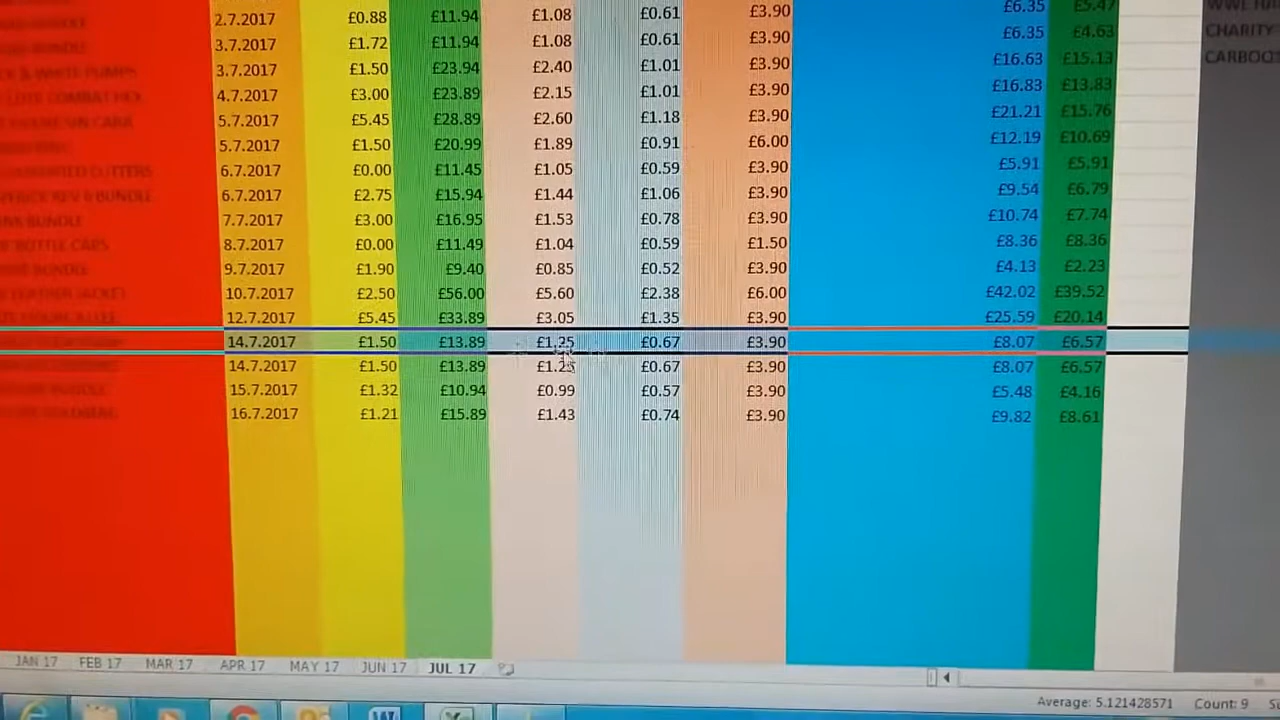 2.7.2017 £0.88 £11.94 £1.08 £0.61 £3.90 £6.35 £5.47
3.7.2017 £1.72 £11.94 £1.08 £0.61 £3.90 £6.35 £4.63 CHARITY
3.7.2017 £1.50 £23.94 £2.40 £1.01 £3.90 £16.63 £15.13
4.7.2017 £3.00 £23.89 £2.15 £1.01 £3.90 £16.83 £13.83
5.7.2017 £5.45 £28.89 £2.60 £1.18 £3.90 £21.21 £15.76
5.7.2017 £1.50 £20.99 £1.89 £0.91 £6.00 £12.19 £10.69
CUTTERS 6.7.2017 £0.00 £11.45 £1.05 £0.59 £3.90 £5.91 £5.91
BUNDLE 6.7.2017 £2.75 £15.94 £1.44 £1.06 £3.90 £9.54 £6.79
BUNDLE 7.7.2017 £3.00 £16.95 £1.53 £0.78 £3.90 £10.74 £7.74
BOTTLE CAPS 8.7.2017 £0.00 £11.49 £1.04 £0.59 £1.50 £8.36 £8.36
BUNDLE 9.7.2017 £1.90 £9.40 £0.85 £0.52 £3.90 £4.13 £2.23
LEATHER JACKET 10.7.2017 £2.50 £56.00 £5.60 £2.38 £6.00 £42.02 £39.52
12.7.2017 £5.45 £33.89 £3.05 £1.35 £3.90 £25.59 £20.14
14.7.2017 £1.50 £13.89 £1.25 £0.67 £3.90 £8.07 £6.57
14.7.2017 £1.50 £13.89 £1.25 £0.67 £3.90 £8.07 £6.57
15.7.2017 £1.32 £10.94 £0.99 £0.57 £3.90 £5.48 £4.16
16.7.2017 £1.21 £15.89 £1.43 £0.74 £3.90 £9.82 £8.61
JAN 17 FEB 17 MAR 17 APR 17 MAY 17 JUN 17 JUL 17
Average: 5.121428571 Count: 9